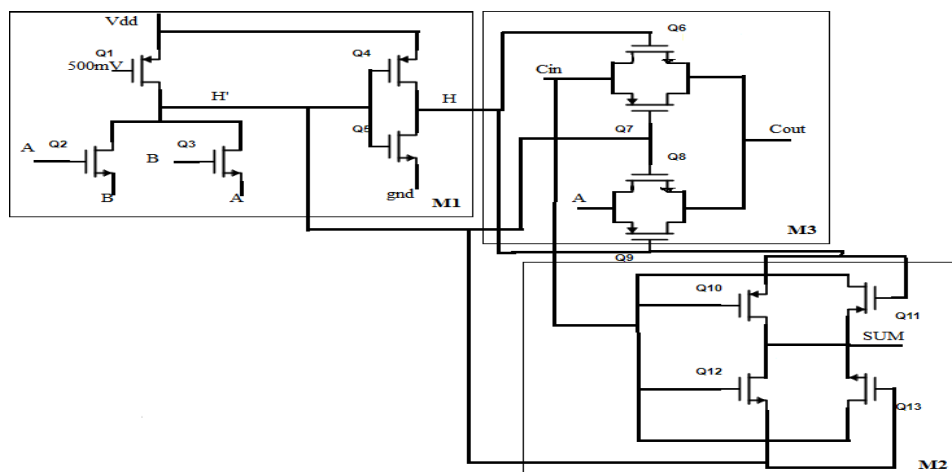 Vdd
Q1
500mV
Q4
H'
H
Q5
A
Q2
Q3
B
B
A
gnd
M1
Q6
Cin
Q7
Cout
Q8
A
M3
Q9
Q10
Q11
SUM
Q12
Q13
M2